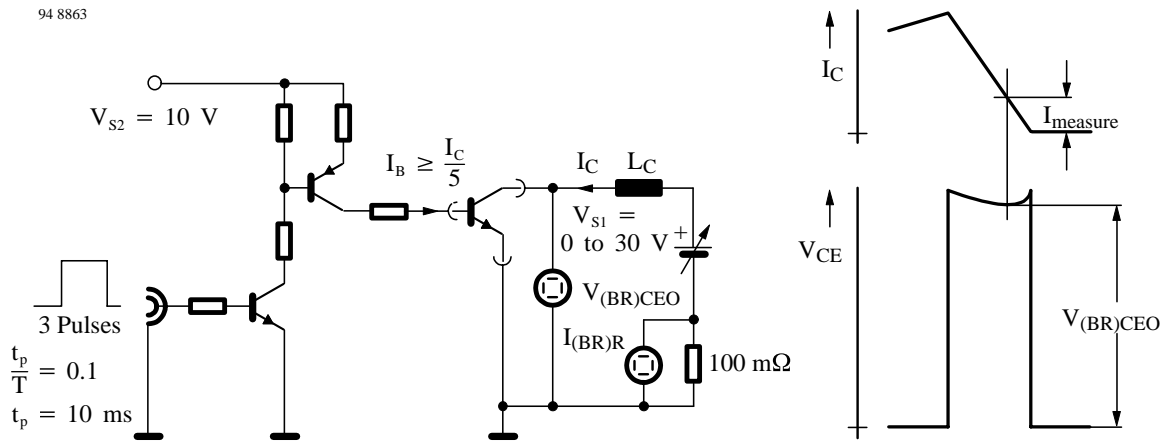 94 8863
V_S2 = 10 V
I_B ≥ I_C/5
I_C
L_C
V_S1 =
0 to 30 V
+
V_(BR)CEO
I_(BR)R
100 mΩ
3 Pulses
t_p/T = 0.1
t_p = 10 ms
I_C
I_measure
V_CE
V_(BR)CEO